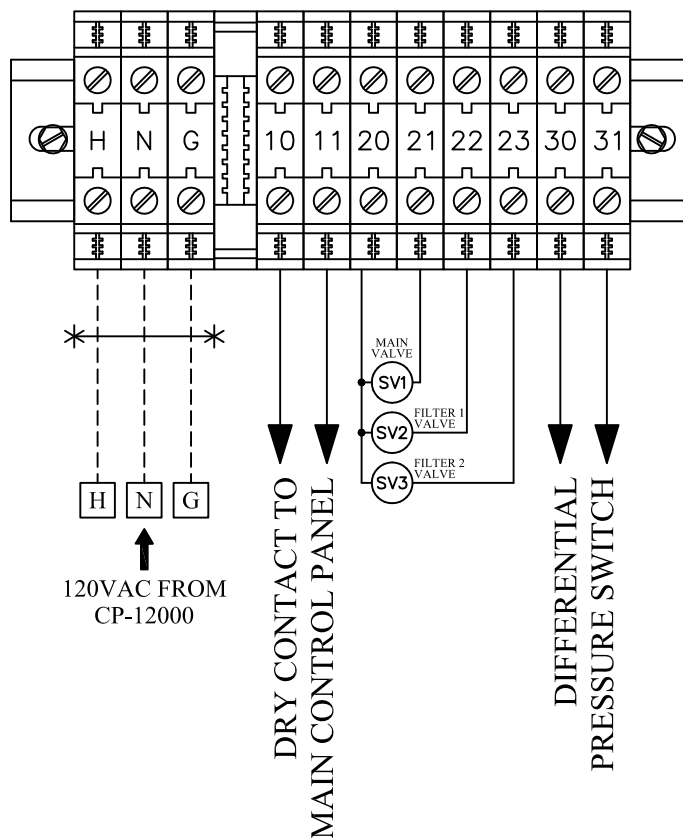 H N G 10 11 20 21 22 23 30 31
MAIN
VALVE
SV1
FILTER 1
VALVE
SV2
FILTER 2
VALVE
SV3
H N G
120VAC FROM
CP-12000
DRY CONTACT TO
MAIN CONTROL PANEL
DIFFERENTIAL
PRESSURE SWITCH